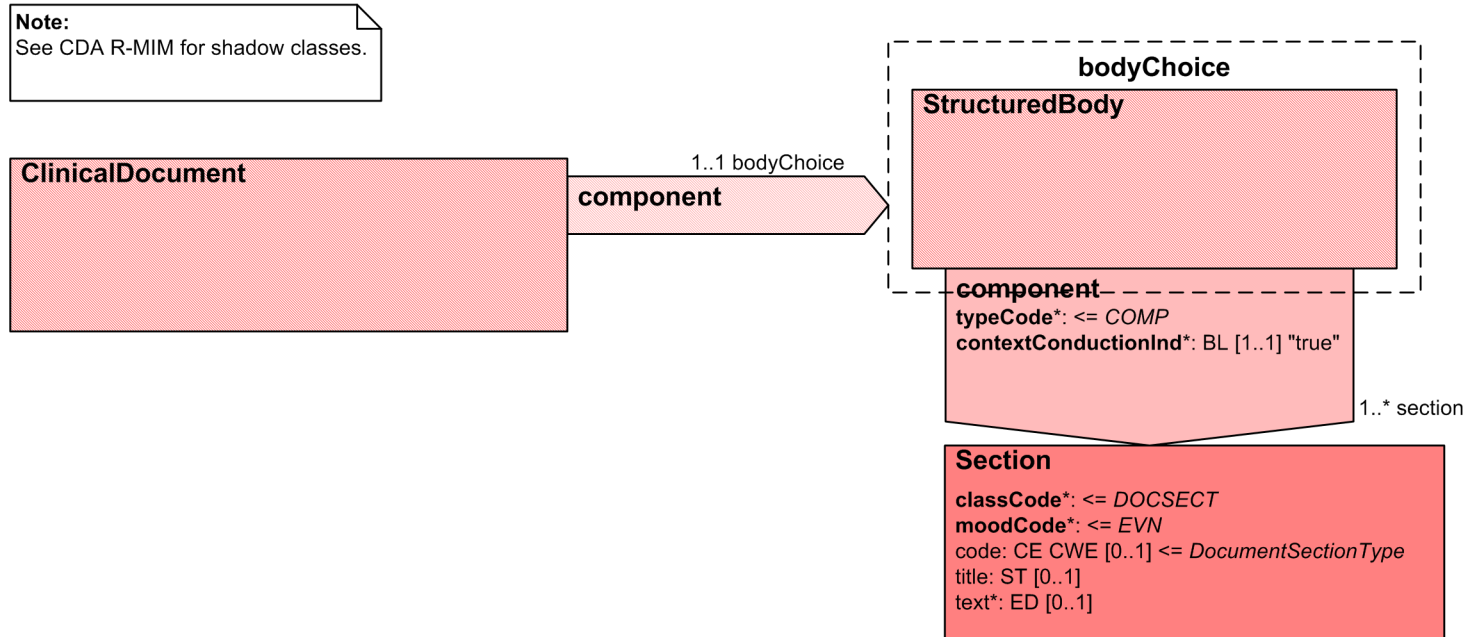 Note:
See CDA R-MIM for shadow classes.
bodyChoice
StructuredBody
ClinicalDocument
1..1 bodyChoice
component
component
typeCode*: <= COMP
contextConductionInd*: BL [1..1] "true"
1..* section
Section
classCode*: <= DOCSECT
moodCode*: <= EVN
code: CE CWE [0..1] <= DocumentSectionType
title: ST [0..1]
text*: ED [0..1]